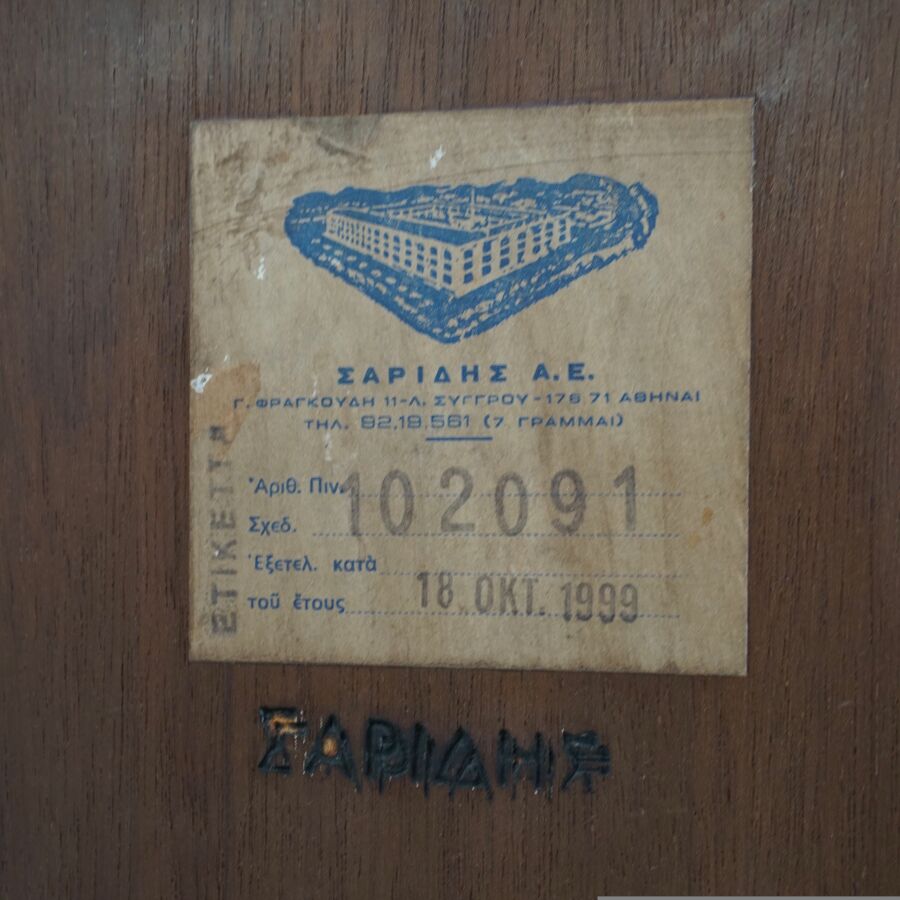 ΣΑΡΙΔΗΣ Α.Ε.
Γ. ΦΡΑΓΚΟΥΔΗ 11-Λ. ΣΥΓΓΡΟΥ-176 71 ΑΘΗΝΑΙ
ΤΗΛ. 92.19.561 (7 ΓΡΑΜΜΑΙ)
ΕΤΙΚΕΤΤΑ
Ἀριθ. Πιν. 102091
Σχεδ.
Ἐξετελ. κατὰ
τοῦ ἔτους 18 ΟΚΤ. 1999
ΣΑΡΙΔΗΣ